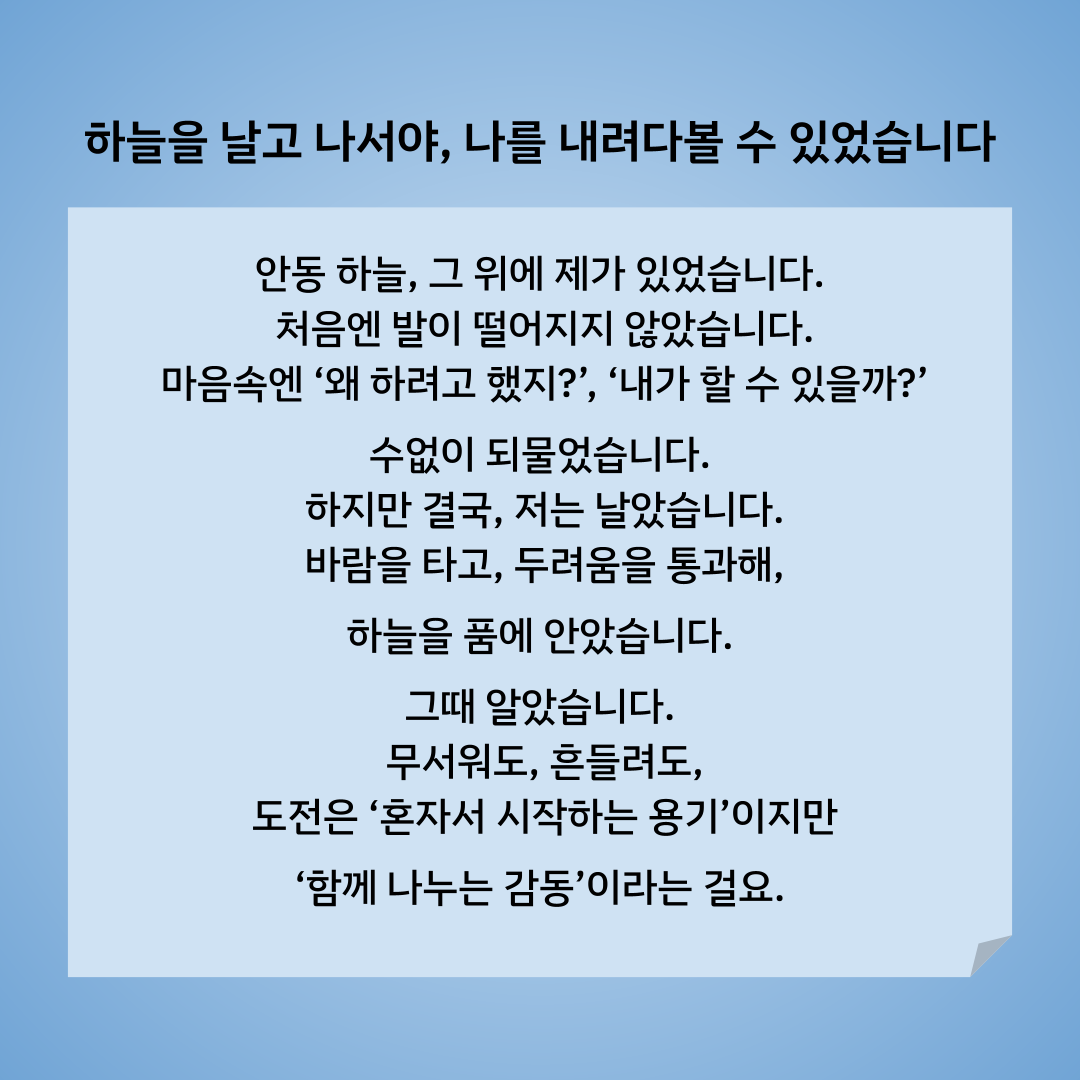 하늘을 날고 나서야, 나를 내려다볼 수 있었습니다
안동 하늘, 그 위에 제가 있었습니다.
처음엔 발이 떨어지지 않았습니다.
마음속엔 ‘왜 하려고 했지?’, ‘내가 할 수 있을까?’
수없이 되물었습니다.
하지만 결국, 저는 날았습니다.
바람을 타고, 두려움을 통과해,
하늘을 품에 안았습니다.
그때 알았습니다.
무서워도, 흔들려도,
도전은 ‘혼자서 시작하는 용기’이지만
‘함께 나누는 감동’이라는 걸요.